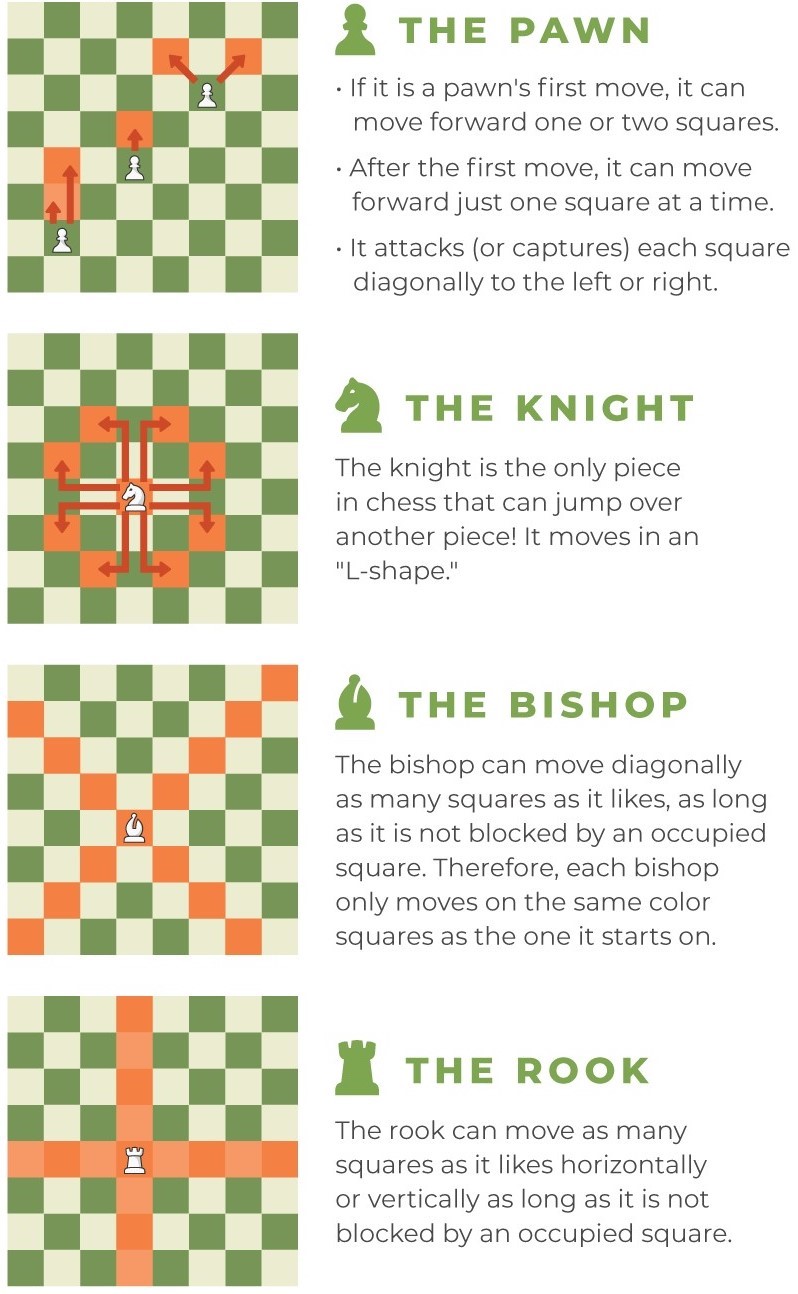 THE PAWN
• If it is a pawn's first move, it can
move forward one or two squares.
• After the first move, it can move
forward just one square at a time.
• It attacks (or captures) each square
diagonally to the left or right.
THE KNIGHT
The knight is the only piece
in chess that can jump over
another piece! It moves in an
"L-shape."
THE BISHOP
The bishop can move diagonally
as many squares as it likes, as long
as it is not blocked by an occupied
square. Therefore, each bishop
only moves on the same color
squares as the one it starts on.
THE ROOK
The rook can move as many
squares as it likes horizontally
or vertically as long as it is not
blocked by an occupied square.